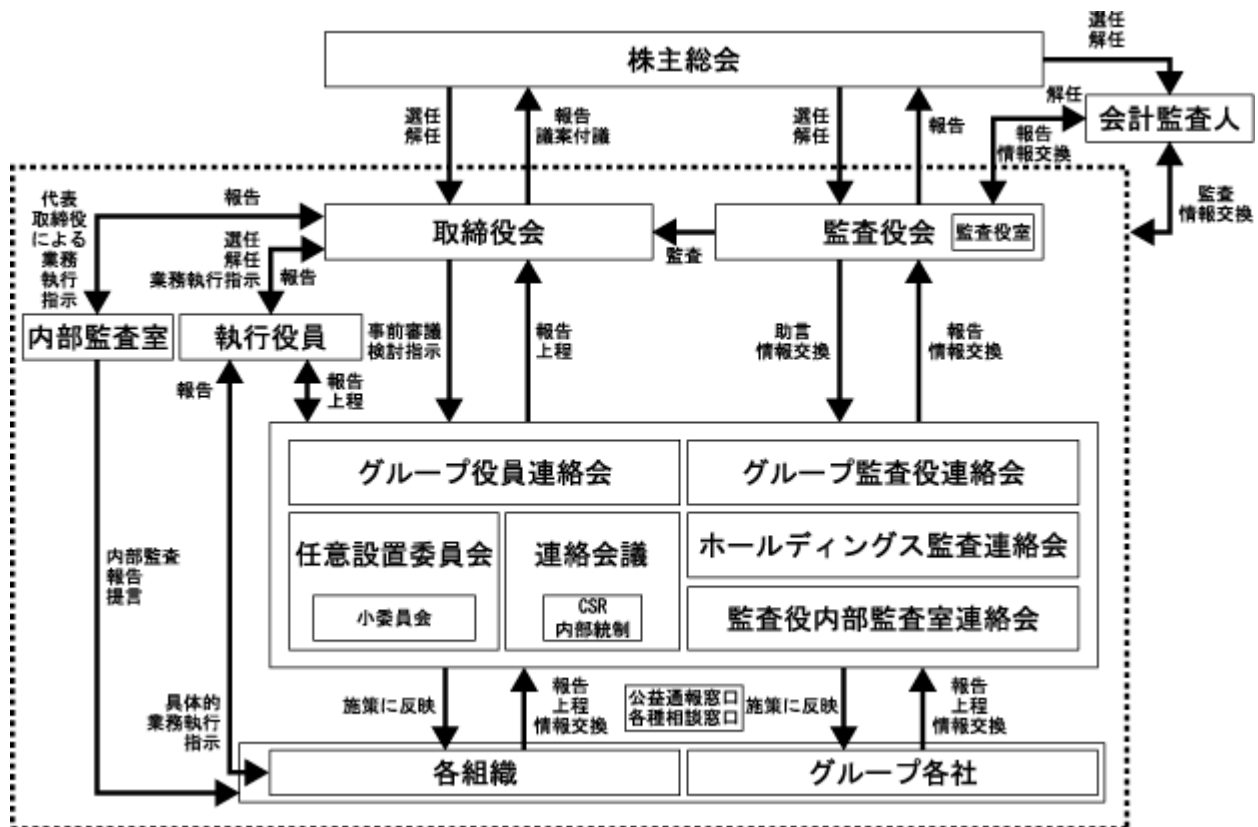 選任
解任
株主総会
解任
会計監査人
選任
解任
報告
議案付議
選任
解任
報告
報告
情報交換
監査
情報交換
代表
取締役
による
業務
執行
指示
報告
取締役会
監査
監査役会
監査役室
選任
解任
業務執行指示
報告
内部監査室
執行役員
事前審議
検討指示
報告
上程
助言
情報交換
報告
情報交換
報告
報告
上程
グループ役員連絡会
グループ監査役連絡会
任意設置委員会
小委員会
連絡会議
CSR
内部統制
ホールディングス監査連絡会
監査役内部監査室連絡会
内部監査
報告
提言
具体的
業務執行
指示
施策に反映
報告
上程
情報交換
公益通報窓口
各種相談窓口
施策に反映
報告
上程
情報交換
各組織
グループ各社